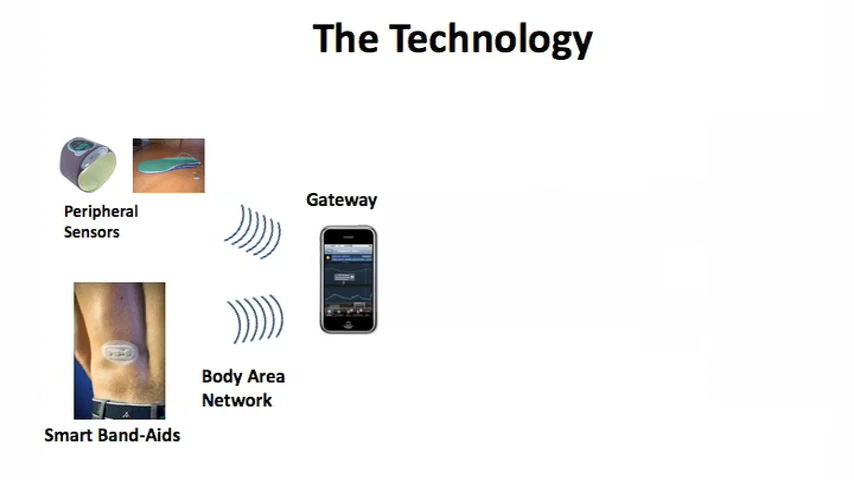 The Technology
Peripheral
Sensors
Gateway
Body Area
Network
Smart Band-Aids